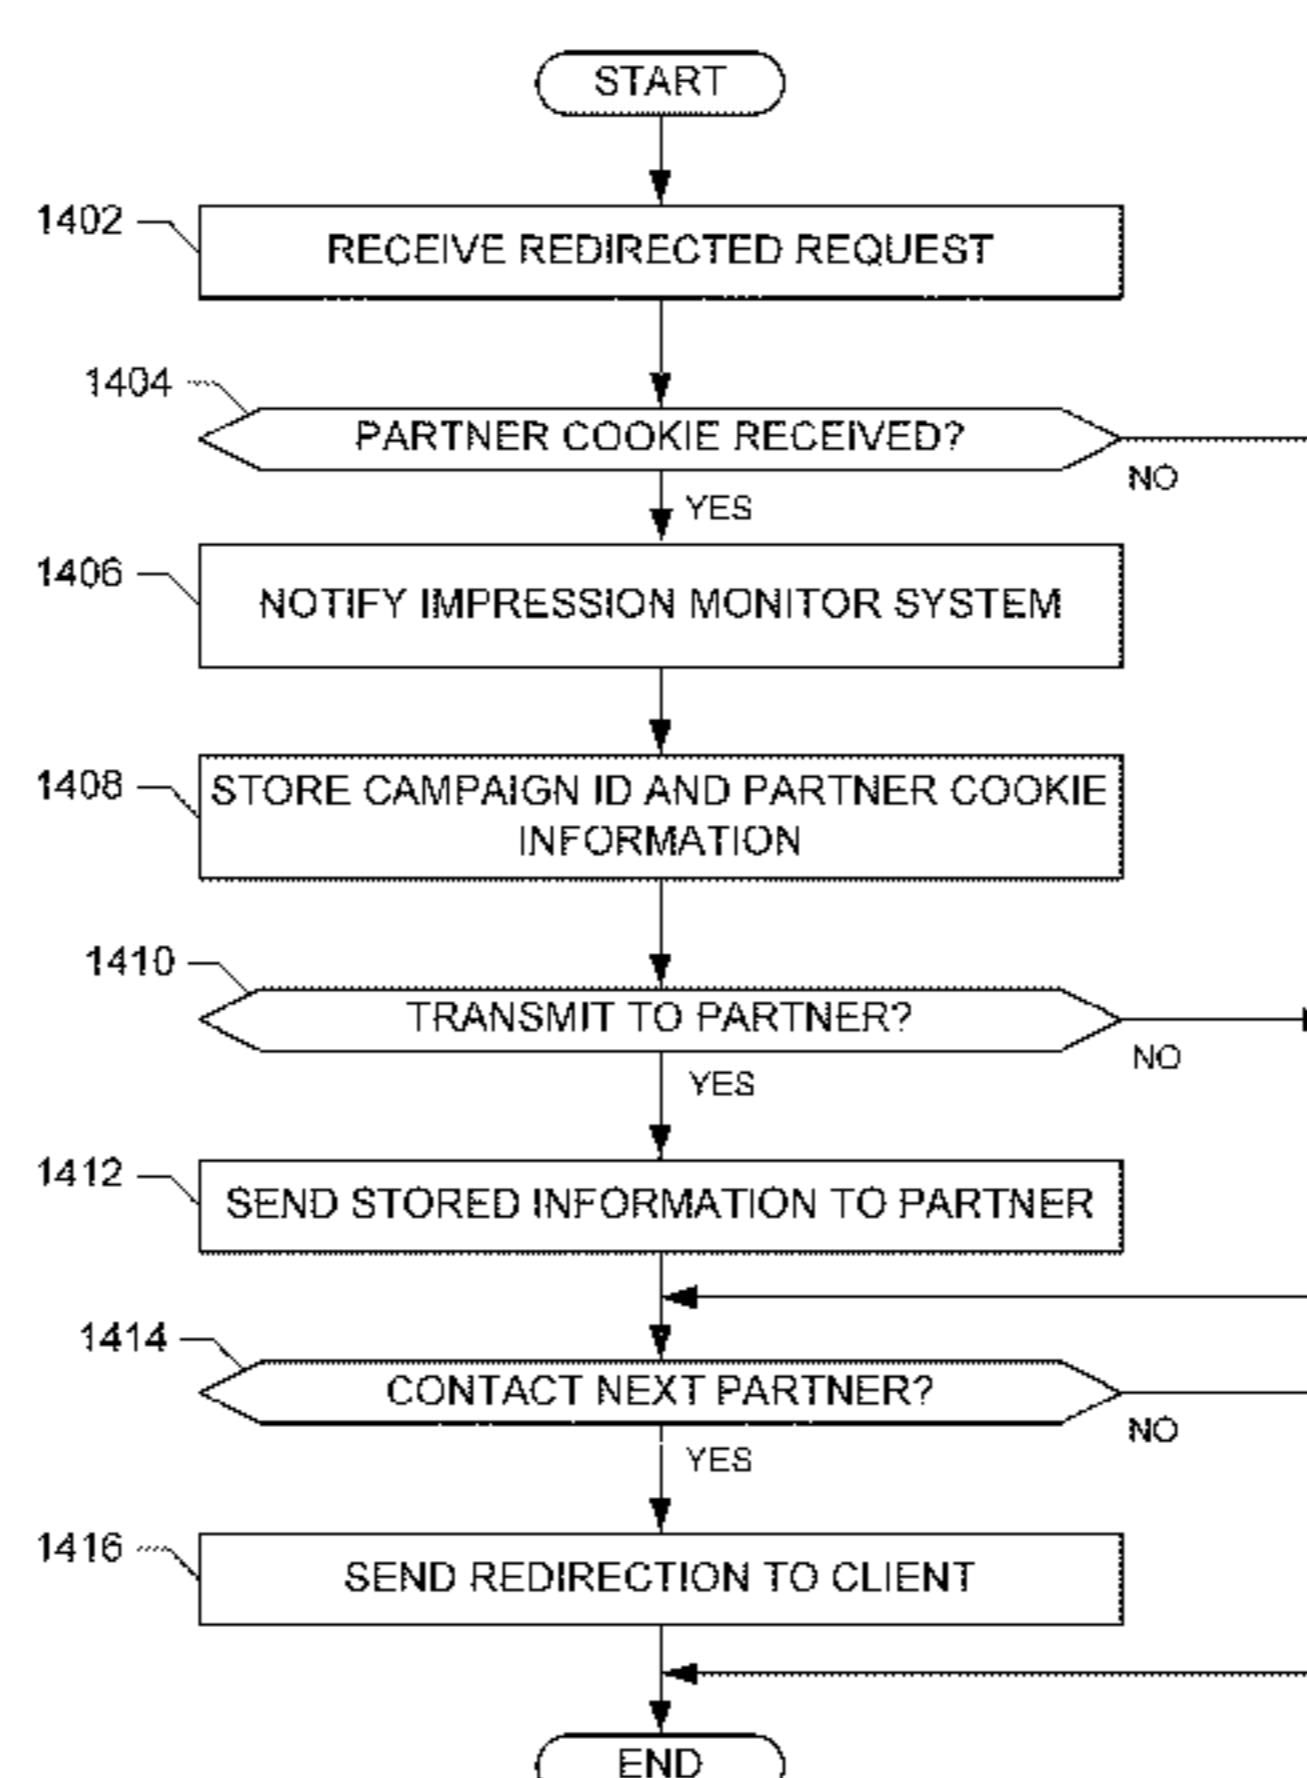 START
1402
RECEIVE REDIRECTED REQUEST
1404
PARTNER COOKIE RECEIVED?
NO
YES
1406
NOTIFY IMPRESSION MONITOR SYSTEM
1408
STORE CAMPAIGN ID AND PARTNER COOKIE
INFORMATION
1410
TRANSMIT TO PARTNER?
NO
YES
1412
SEND STORED INFORMATION TO PARTNER
1414
CONTACT NEXT PARTNER?
NO
YES
1416
SEND REDIRECTION TO CLIENT
END